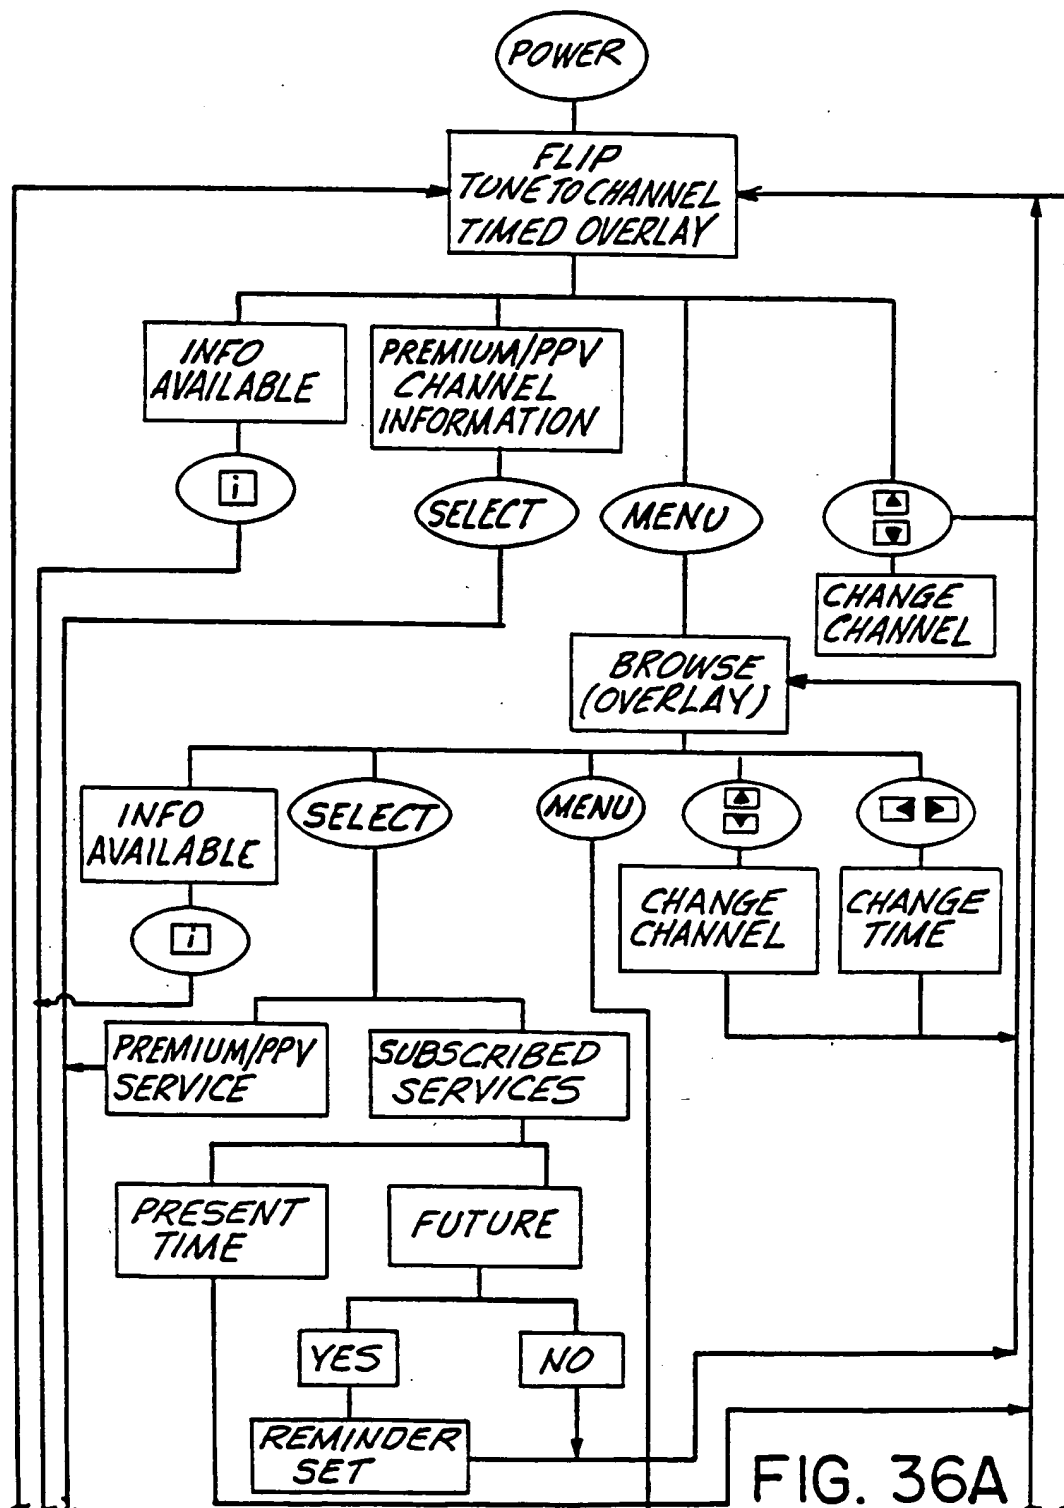 POWER
FLIP
TUNE TO CHANNEL
TIMED OVERLAY
INFO
AVAILABLE
PREMIUM/PPV
CHANNEL
INFORMATION
i
SELECT
MENU
CHANGE
CHANNEL
BROWSE
(OVERLAY)
INFO
AVAILABLE
SELECT
MENU
i
CHANGE
CHANNEL
CHANGE
TIME
PREMIUM/PPV
SERVICE
SUBSCRIBED
SERVICES
PRESENT
TIME
FUTURE
YES
NO
REMINDER
SET
FIG. 36A